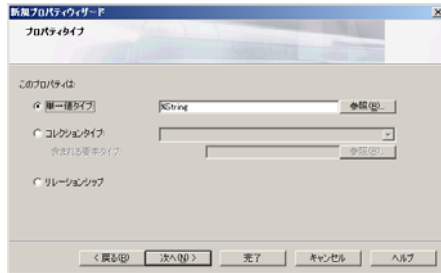 新規プロパティウィザード
プロパティタイプ
このプロパティは:
単一値タイプ: %String 参照(R)...
コレクションタイプ:
含まれる要素タイプ: 参照(S)...
リレーションシップ
< 戻る(B) 次へ(N) > 完了 キャンセル ヘルプ